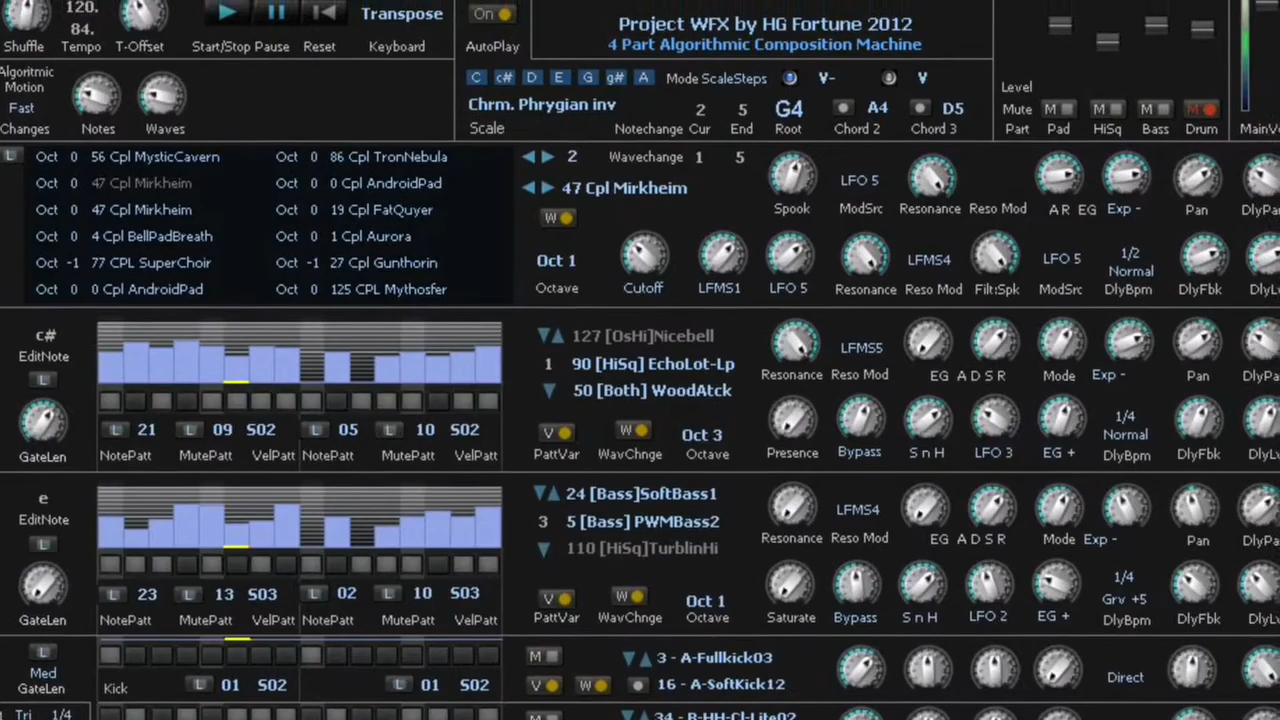 120.
84.
Shuffle Tempo T-Offset Start/Stop Pause Reset
Transpose
Keyboard
On
AutoPlay
Project WFX by HG Fortune 2012
4 Part Algorithmic Composition Machine
Algoritmic
Motion
Fast
Changes
Notes Waves
C c# D E G g# A Mode ScaleSteps V- V
Chrm. Phrygian inv 2 5 G4 A4 D5
Scale Notechange Cur End Root Chord 2 Chord 3
Level
Mute M M M M
Part Pad HiSq Bass Drum MainV
L Oct 0 56 Cpl MysticCavern Oct 0 86 Cpl TronNebula
Oct 0 47 Cpl Mirkheim Oct 0 0 Cpl AndroidPad
Oct 0 47 Cpl Mirkheim Oct 0 19 Cpl FatQuyer
Oct 0 4 Cpl BellPadBreath Oct 0 1 Cpl Aurora
Oct -1 77 CPL SuperChoir Oct -1 27 Cpl Gunthorin
Oct 0 0 Cpl AndroidPad Oct 0 125 CPL Mythosfer
2 Wavechange 1 5
47 Cpl Mirkheim
W
Oct 1
Octave
LFO 5
Spook ModSrc Resonance Reso Mod A R EG Exp - Pan DlyPa
LFMS4 LFO 5 1/2
Normal
Cutoff LFMS1 LFO 5 Resonance Reso Mod Filt:Spk ModSrc DlyBpm DlyFbk DlyL
c#
EditNote
L
GateLen
L 21 L 09 S02 L 05 L 10 S02
NotePatt MutePatt VelPatt NotePatt MutePatt VelPatt
127 [OsHi]Nicebell
1 90 [HiSq] EchoLot-Lp
50 [Both] WoodAtck
V W Oct 3
PattVar WavChnge Octave
LFMS5
Resonance Reso Mod EG A D S R Mode Exp - Pan DlyPa
1/4
Normal
Presence Bypass S n H LFO 3 EG + DlyBpm DlyFbk DlyL
e
EditNote
L
GateLen
L 23 L 13 S03 L 02 L 10 S03
NotePatt MutePatt VelPatt NotePatt MutePatt VelPatt
24 [Bass]SoftBass1
3 5 [Bass] PWMBass2
110 [HiSq]TurblinHi
V W Oct 1
PattVar WavChnge Octave
LFMS4
Resonance Reso Mod EG A D S R Mode Exp - Pan DlyPa
1/4
Grv +5
Saturate Bypass S n H LFO 2 EG + DlyBpm DlyFbk DlyL
L
Med
GateLen
Kick L 01 S02 L 01 S02
M 3 - A-Fullkick03
V W 16 - A-SoftKick12
Direct
Tri 1/4
M 34 - B-HH-Cl-Lite02